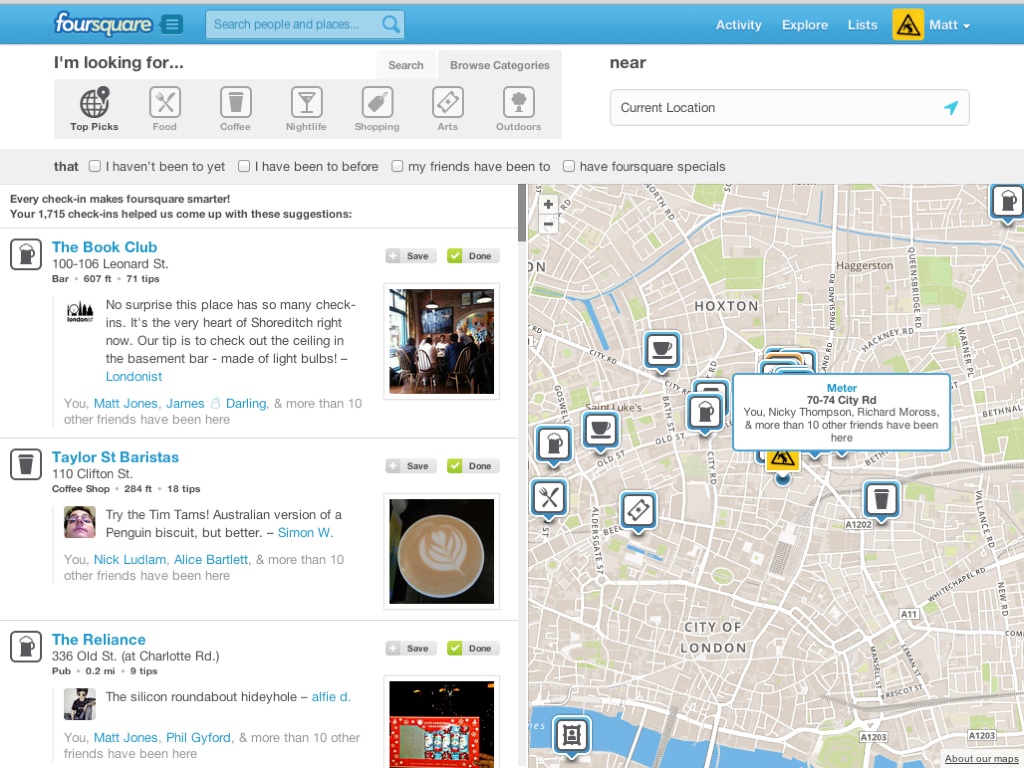 foursquare
Search people and places...
Activity
Explore
Lists
Matt
I'm looking for...
Search
Browse Categories
near
Top Picks
Food
Coffee
Nightlife
Shopping
Arts
Outdoors
Current Location
that
I haven't been to yet
I have been to before
my friends have been to
have foursquare specials
Every check-in makes foursquare smarter!
Your 1,715 check-ins helped us come up with these suggestions:
The Book Club
100-106 Leonard St.
Bar • 607 ft • 71 tips
Save
Done
londonist
No surprise this place has so many check-
ins. It's the very heart of Shoreditch right
now. Our tip is to check out the ceiling in
the basement bar - made of light bulbs! –
Londonist
You, Matt Jones, James Darling, & more than 10
other friends have been here
Taylor St Baristas
110 Clifton St.
Coffee Shop • 284 ft • 18 tips
Save
Done
Try the Tim Tams! Australian version of a
Penguin biscuit, but better. – Simon W.
You, Nick Ludlam, Alice Bartlett, & more than 10
other friends have been here
The Reliance
336 Old St. (at Charlotte Rd.)
Pub • 0.2 mi • 9 tips
Save
Done
The silicon roundabout hideyhole – alfie d.
You, Matt Jones, Phil Gyford, & more than 10
other friends have been here
+
−
NORTH RD
ON
Haggerston
QUEENSBRIDGE RD
HOXTON
KINGSLAND RD
HACKNEY RD
WARNER PL
CITY RD
CITY RD
GOSWELL
Saint Luke's
BATH ST
OLD ST
OLD ST
CITY RD
BETHNAL
BETH
Meter
70-74 City Rd
You, Nicky Thompson, Richard Moross,
& more than 10 other friends have been
here
ST
ALDERSGATE ST
A1202
VALLANCE RD
WHITECHAPEL RD
NEW RD
A11
COM
CITY OF
LONDON
MANSELL ST
LEMAN ST
PRESCOT ST
A1203
A1203
mes
About our maps